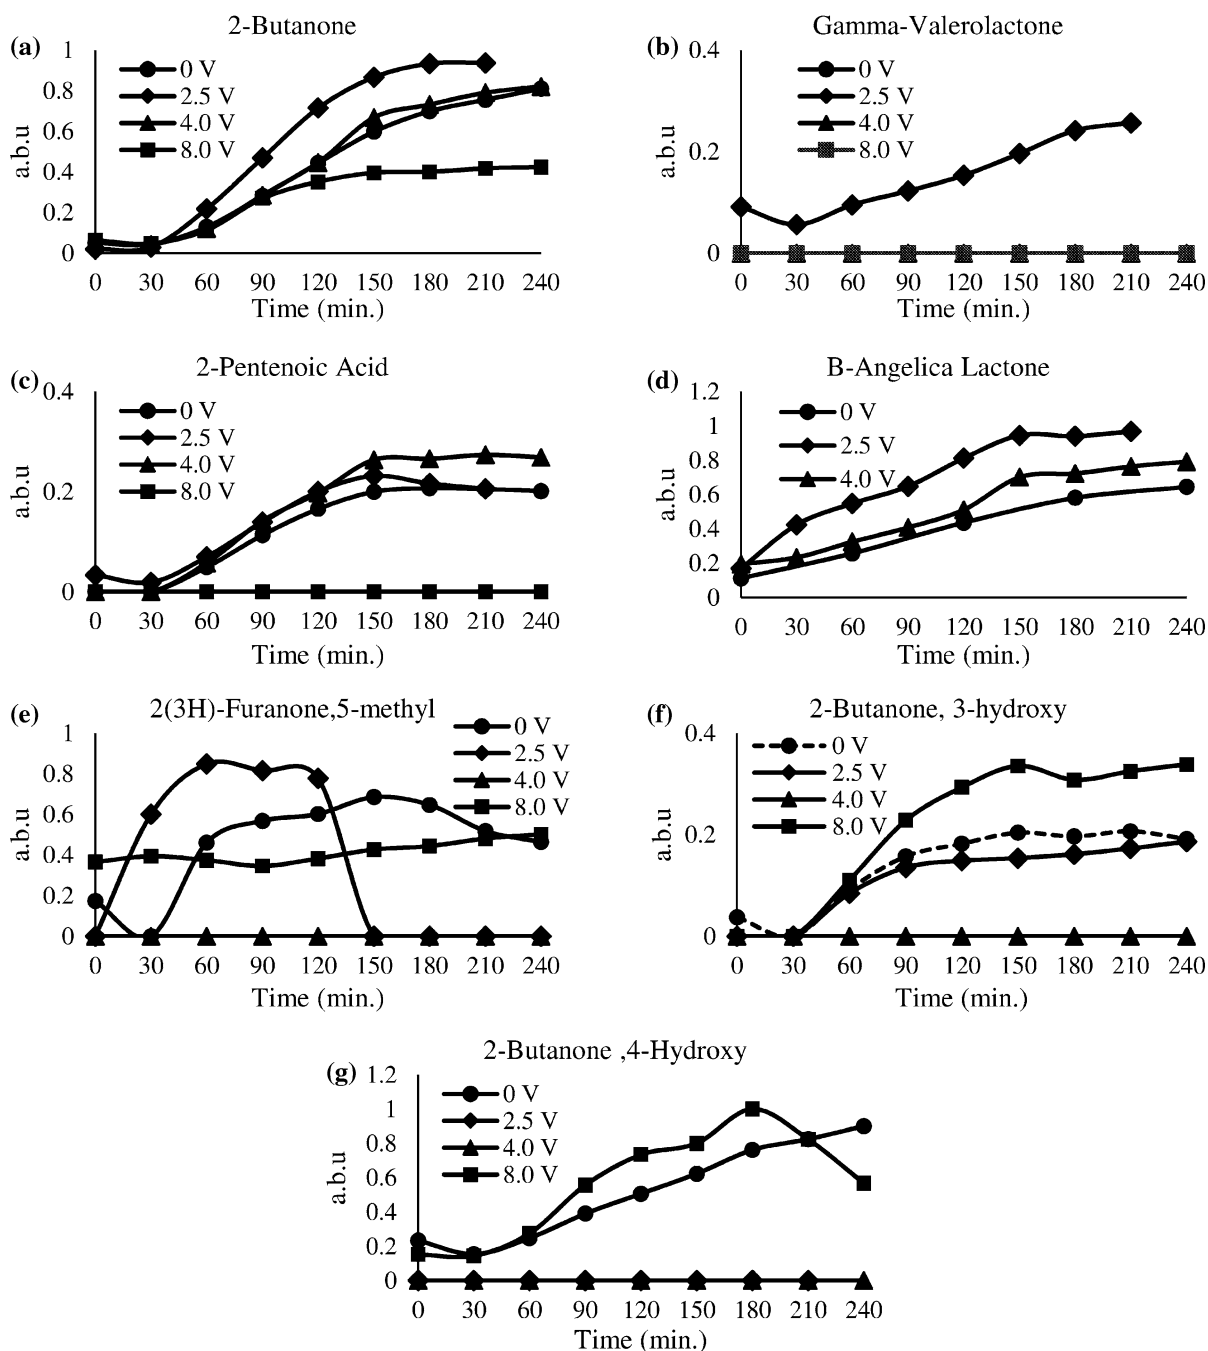 2-Butanone
(a)
1
0.8
0.6
0.4
0.2
0
a.b.u
0 V
2.5 V
4.0 V
8.0 V
0 30 60 90 120 150 180 210 240
Time (min.)
Gamma-Valerolactone
(b)
0.4
0.2
0
a.b.u
0 V
2.5 V
4.0 V
8.0 V
0 30 60 90 120 150 180 210 240
Time (min.)
2-Pentenoic Acid
(c)
0.4
0.2
0
a.b.u
0 V
2.5 V
4.0 V
8.0 V
0 30 60 90 120 150 180 210 240
Time (min.)
B-Angelica Lactone
(d)
1.2
1
0.8
0.6
0.4
0.2
0
a.b.u
0 V
2.5 V
4.0 V
0 30 60 90 120 150 180 210 240
Time (min.)
2(3H)-Furanone,5-methyl
(e)
1
0.8
0.6
0.4
0.2
0
a.b.u
0 V
2.5 V
4.0 V
8.0 V
0 30 60 90 120 150 180 210 240
Time (min.)
2-Butanone, 3-hydroxy
(f)
0.4
0.2
0
a.b.u
0 V
2.5 V
4.0 V
8.0 V
0 30 60 90 120 150 180 210 240
Time (min.)
2-Butanone ,4-Hydroxy
(g)
1.2
1
0.8
0.6
0.4
0.2
0
a.b.u
0 V
2.5 V
4.0 V
8.0 V
0 30 60 90 120 150 180 210 240
Time (min.)